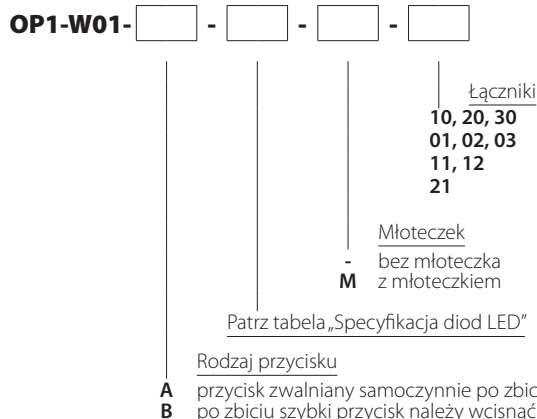 OP1-W01- - - -
Łączniki
10, 20, 30
01, 02, 03
11, 12
21
Młoteczek
- bez młoteczka
M z młoteczkiem
Patrz tabela „Specyfikacja diod LED”
Rodzaj przycisku
A przycisk zwalniany samoczynnie po zbic
B po zbiciu szybki przycisk należy wcisnąć